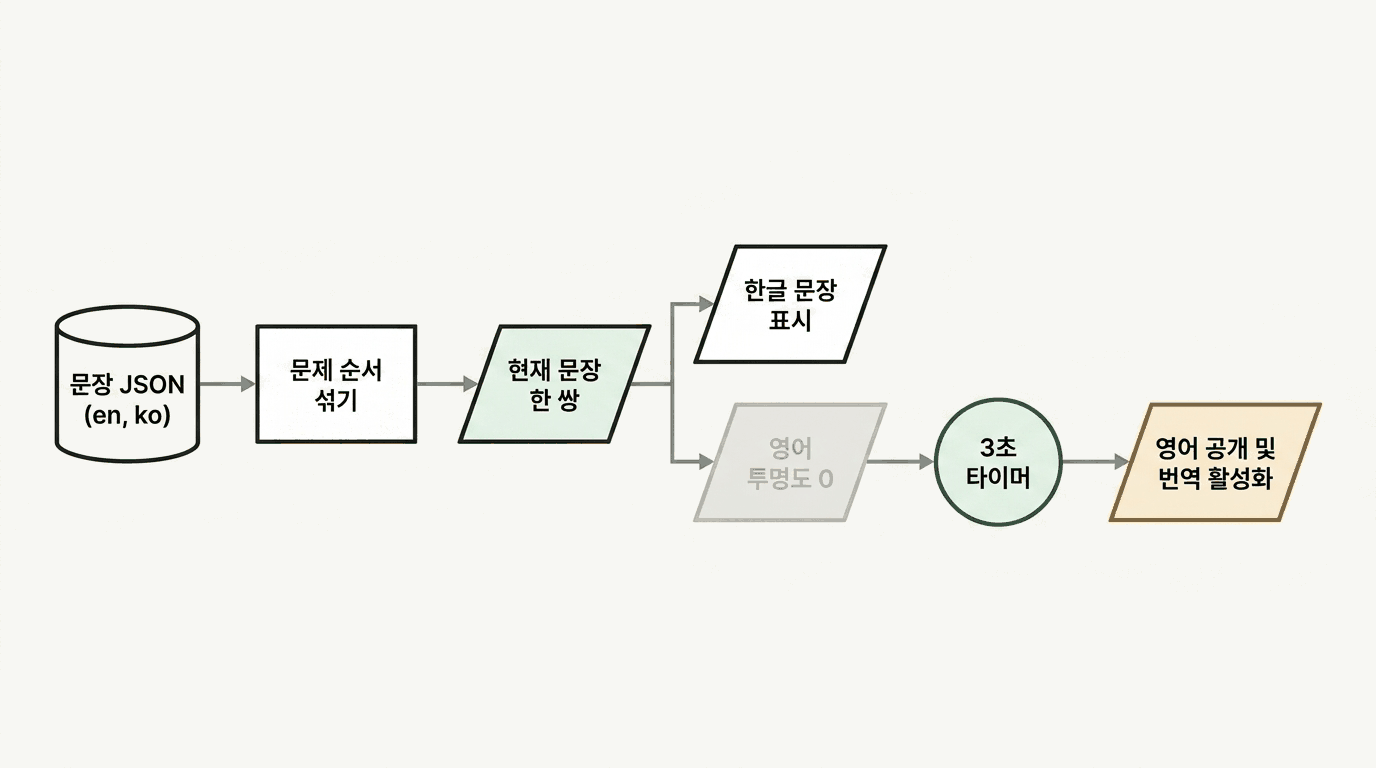 문장 JSON
(en, ko)
문제 순서
섞기
현재 문장
한 쌍
한글 문장
표시
영어
투명도 0
3초
타이머
영어 공개 및
번역 활성화